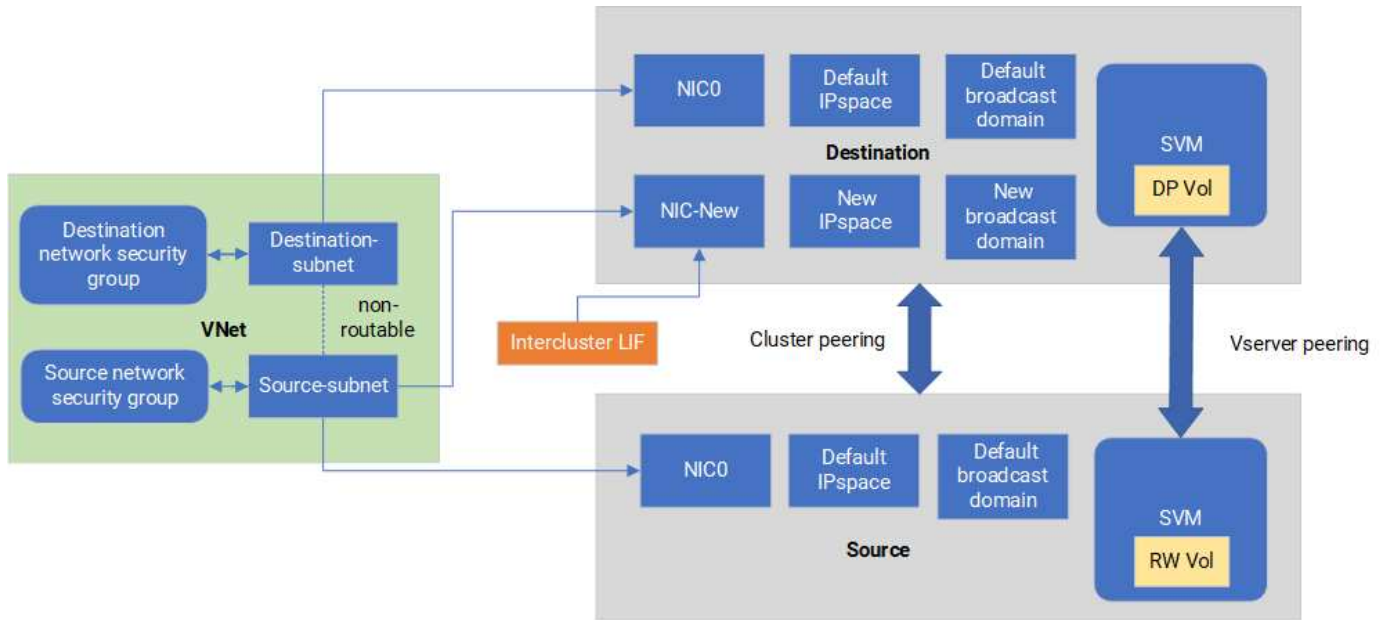 NIC0
Default
IPspace
Default
broadcast
domain
SVM
DP Vol
Destination
NIC-New
New
IPspace
New
broadcast
domain
Destination
network security
group
Destination-
subnet
VNet
non-
routable
Source network
security group
Source-subnet
Intercluster LIF
Cluster peering
Vserver peering
NIC0
Default
IPspace
Default
broadcast
domain
SVM
RW Vol
Source